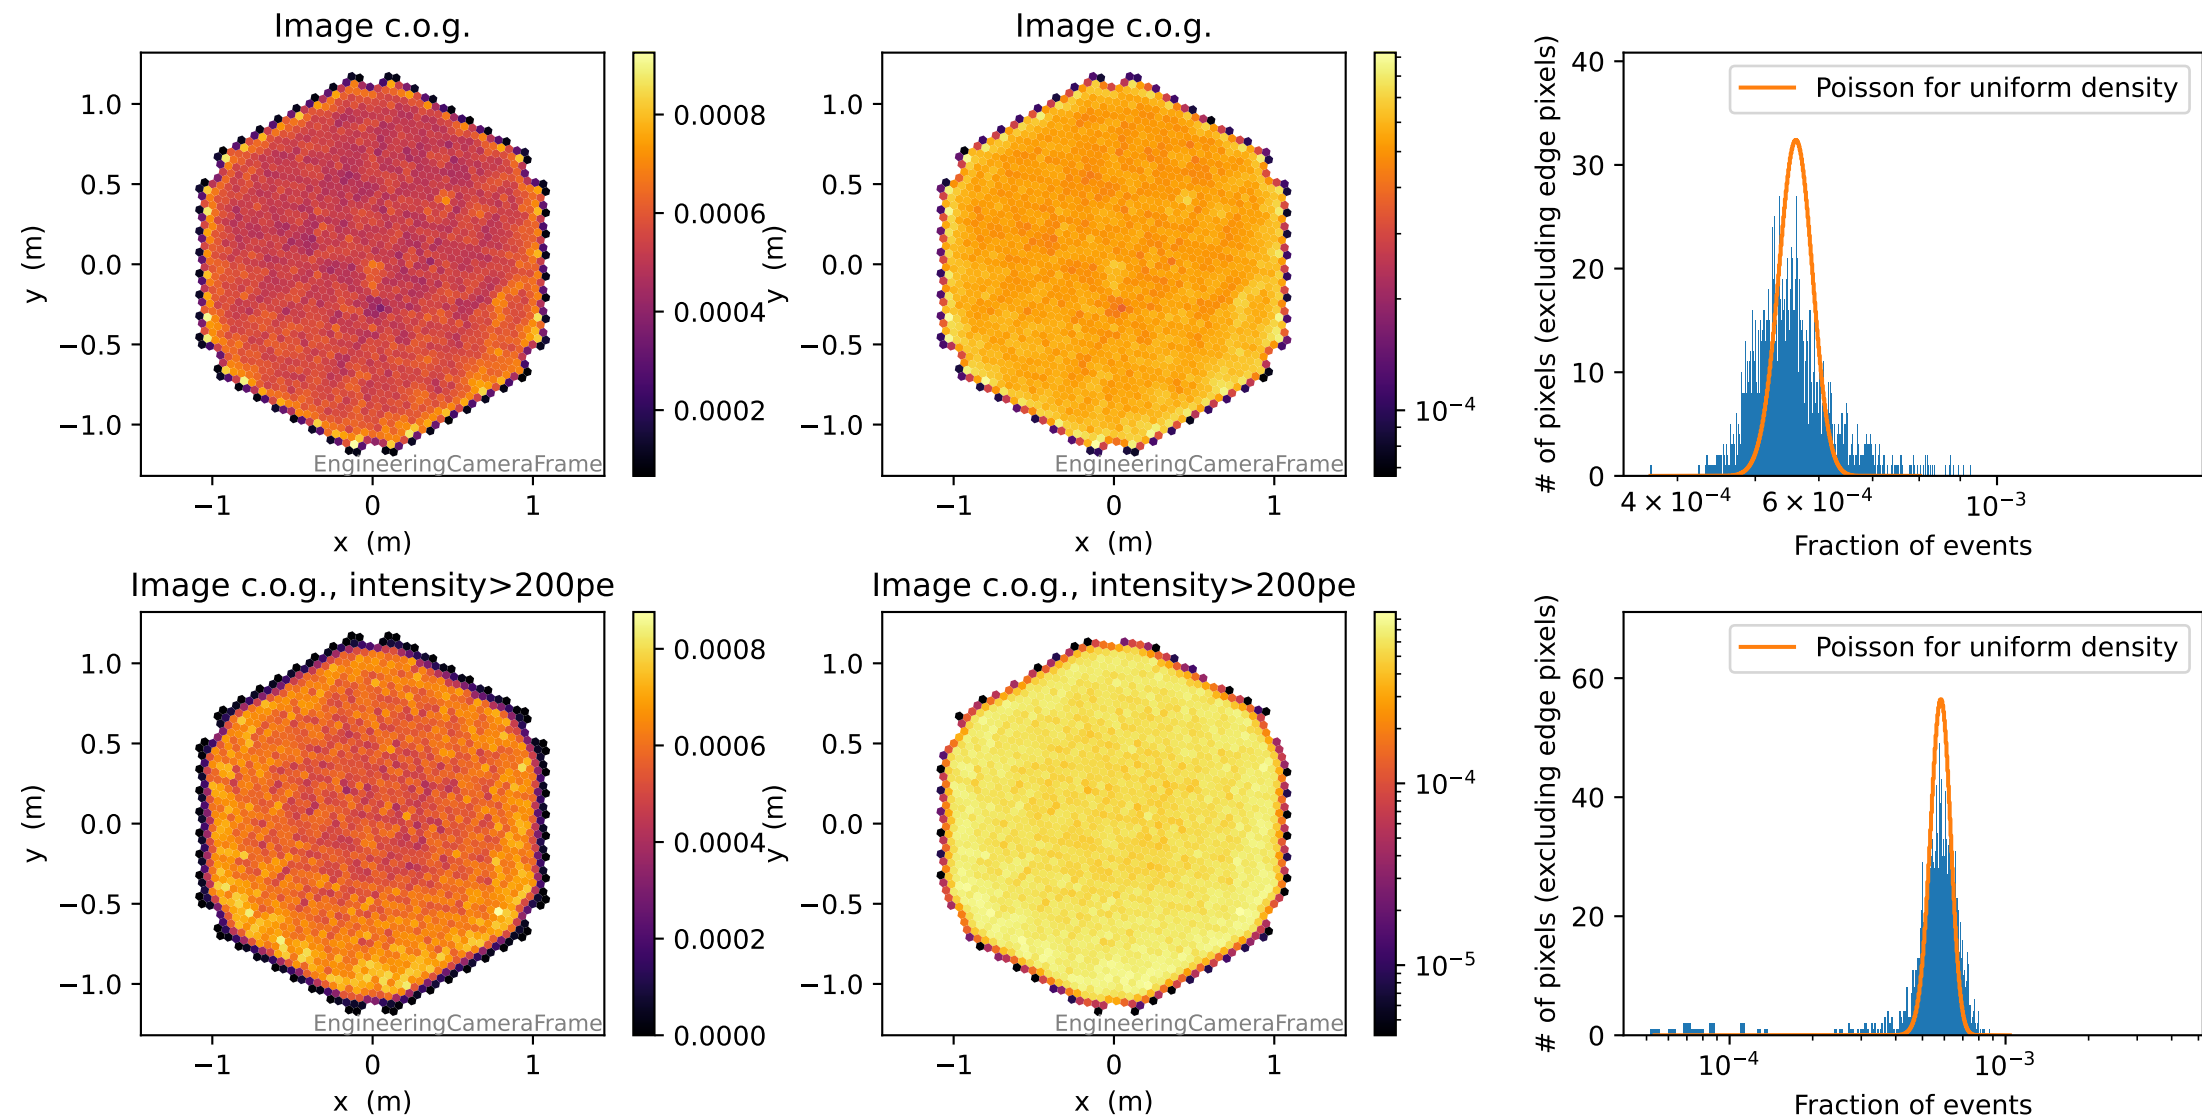 Image c.o.g.
1.0
0.5
0.0
−0.5
−1.0
y (m)
−1 0 1
x (m)
EngineeringCameraFrame
0.0008
0.0006
0.0004
0.0002
Image c.o.g.
1.0
0.5
0.0
−0.5
−1.0
y (m)
−1 0 1
x (m)
EngineeringCameraFrame
10⁻⁴
# of pixels (excluding edge pixels)
40
30
20
10
0
Poisson for uniform density
4 × 10⁻⁴ 6 × 10⁻⁴ 10⁻³
Fraction of events
Image c.o.g., intensity>200pe
1.0
0.5
0.0
−0.5
−1.0
y (m)
−1 0 1
x (m)
EngineeringCameraFrame
0.0008
0.0006
0.0004
0.0002
0.0000
Image c.o.g., intensity>200pe
1.0
0.5
0.0
−0.5
−1.0
y (m)
−1 0 1
x (m)
EngineeringCameraFrame
10⁻⁴
10⁻⁵
# of pixels (excluding edge pixels)
60
40
20
0
Poisson for uniform density
10⁻⁴ 10⁻³
Fraction of events